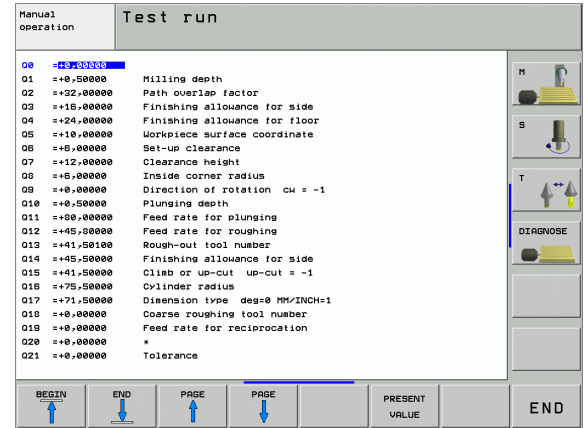 Manual operation
Test run
Q0 =+0,00000
Q1 =+0,50000 Milling depth
Q2 =+32,00000 Path overlap factor
Q3 =+16,00000 Finishing allowance for side
Q4 =+24,00000 Finishing allowance for floor
Q5 =+10,00000 Workpiece surface coordinate
Q6 =+6,00000 Set-up clearance
Q7 =+12,00000 Clearance height
Q8 =+6,00000 Inside corner radius
Q9 =+0,00000 Direction of rotation cw = -1
Q10 =+0,50000 Plunging depth
Q11 =+80,00000 Feed rate for plunging
Q12 =+45,80000 Feed rate for roughing
Q13 =+41,50100 Rough-out tool number
Q14 =+45,50000 Finishing allowance for side
Q15 =+41,50000 Climb or up-cut up-cut = -1
Q16 =+75,50000 Cylinder radius
Q17 =+71,50000 Dimension type deg=0 MM/INCH=1
Q18 =+0,00000 Coarse roughing tool number
Q19 =+0,00000 Feed rate for reciprocation
Q20 =+0,00000 *
Q21 =+0,00000 Tolerance
M
S
T
DIAGNOSE
BEGIN
END
PAGE
PAGE
PRESENT
VALUE
END